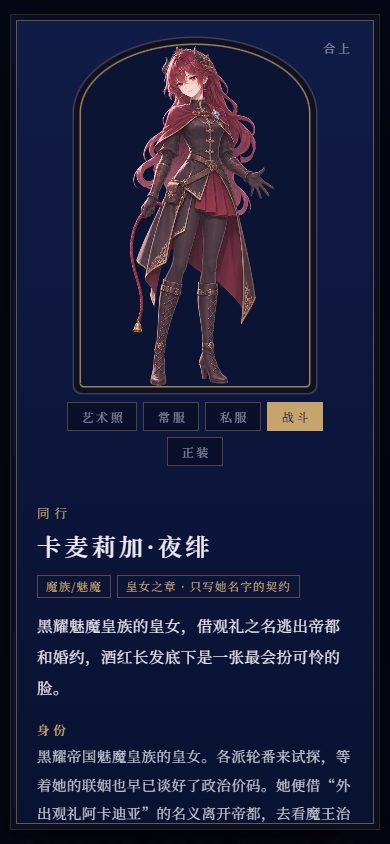 合上
艺术照
常服
私服
战斗
正装
同行
卡麦莉加·夜绯
魔族/魅魔
皇女之章 · 只写她名字的契约
黑耀魅魔皇族的皇女，借观礼之名逃出帝都
和婚约，酒红长发底下是一张最会扮可怜的
脸。
身份
黑耀帝国魅魔皇族的皇女。各派轮番来试探，等
着她的联姻也早已谈好了政治价码。她便借“外
出观礼阿卡迪亚”的名义离开帝都，去看魔王治